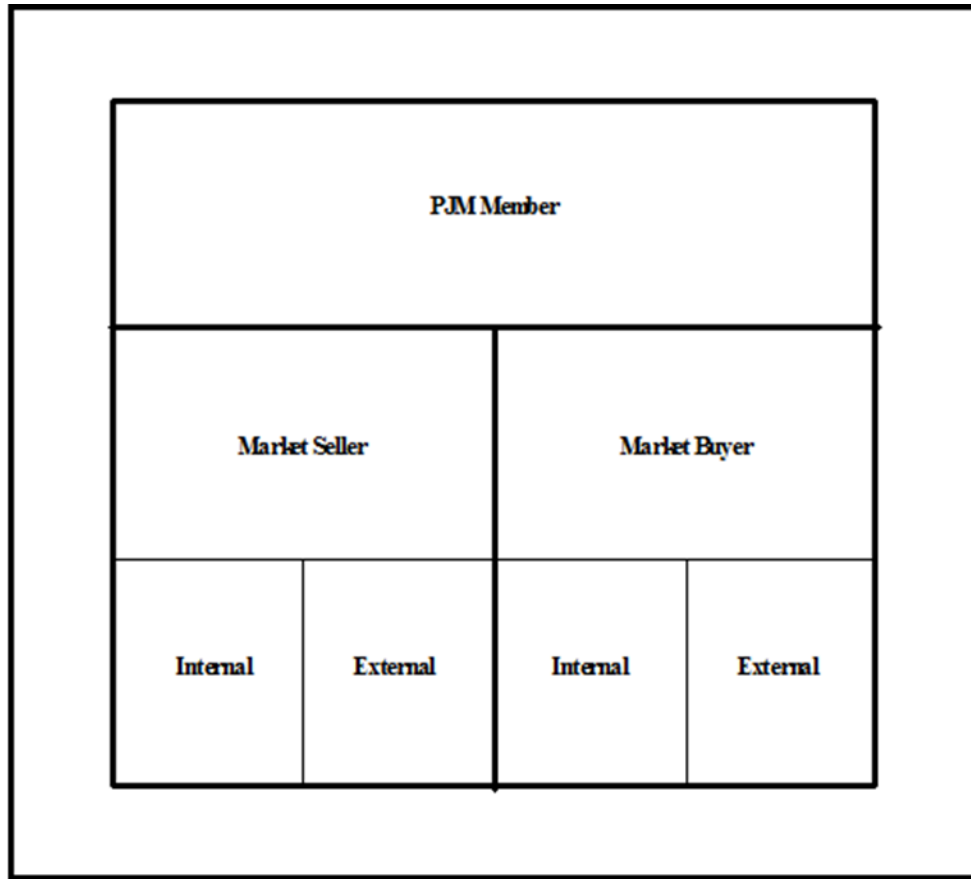 PJM Member
Market Seller
Market Buyer
Internal
External
Internal
External